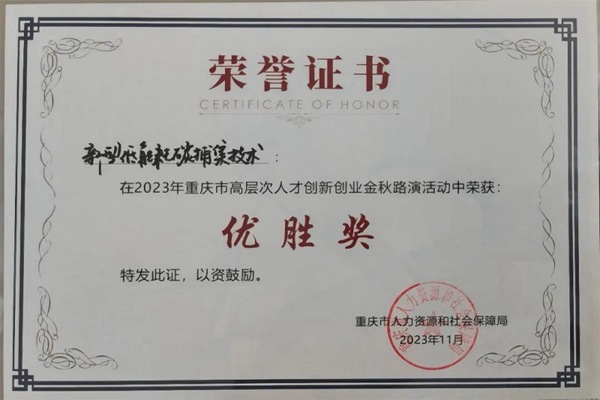 荣誉证书
CERTIFICATE OF HONOR
新型低能耗碳捕集技术：
在2023年重庆市高层次人才创新创业金秋路演活动中荣获：
优胜奖
特发此证，以资鼓励。
重庆市人力资源和社会保障局
2023年11月